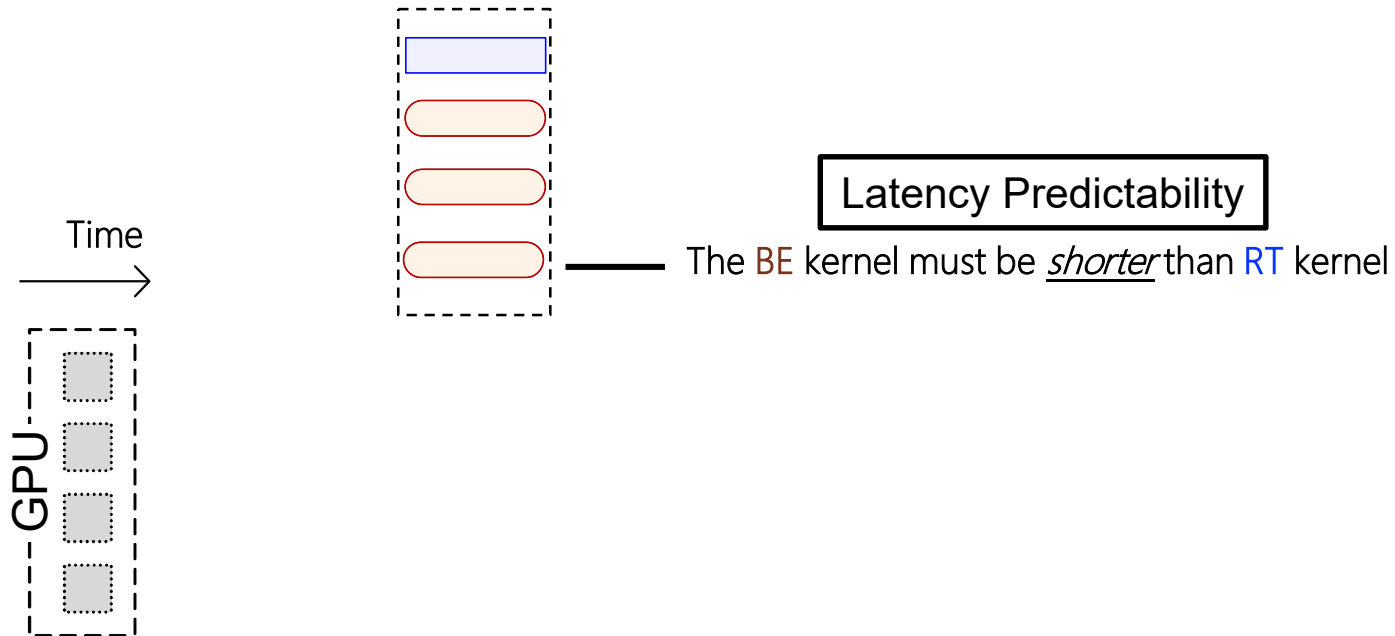 Latency Predictability
Time
The BE kernel must be shorter than RT kernel
GPU